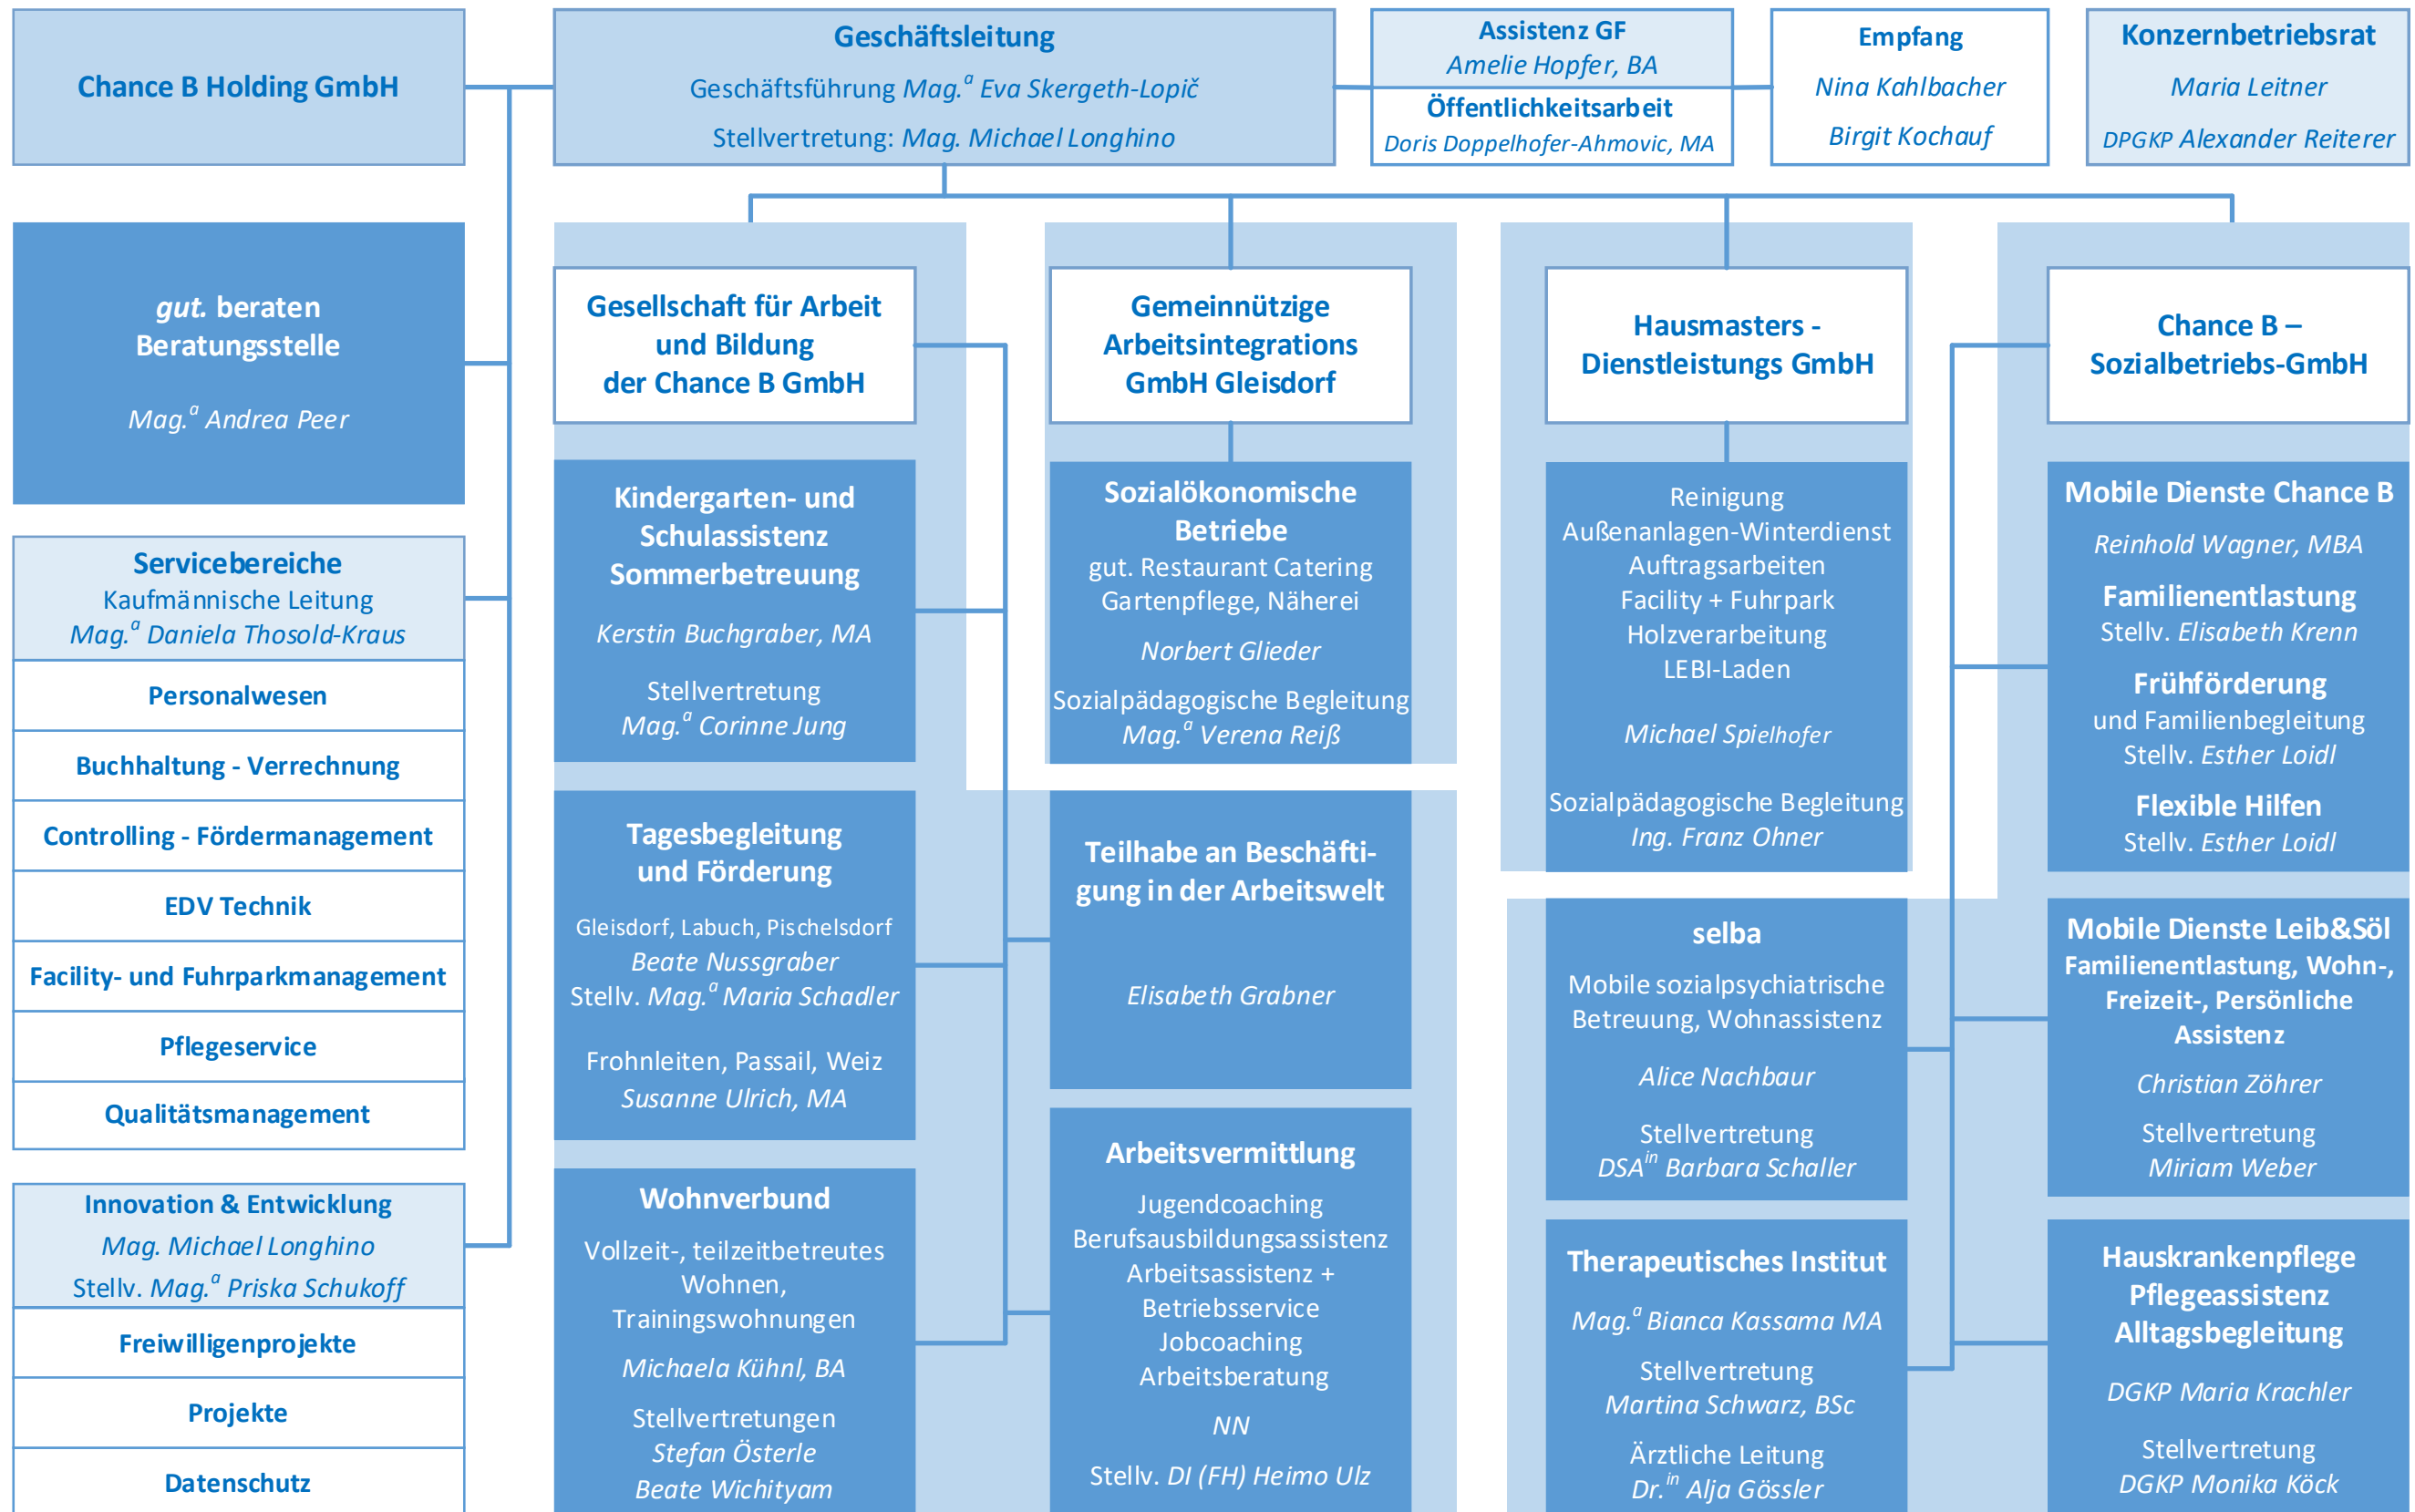 Chance B Holding GmbH
Geschäftsleitung
Geschäftsführung Mag.ª Eva Skergeth-Lopič
Stellvertretung: Mag. Michael Longhino
Assistenz GF
Amelie Hopfer, BA
Öffentlichkeitsarbeit
Doris Doppelhofer-Ahmovic, MA
Empfang
Nina Kahlbacher
Birgit Kochauf
Konzernbetriebsrat
Maria Leitner
DPGKP Alexander Reiterer
gut. beraten
Beratungsstelle
Mag.ª Andrea Peer
Servicebereiche
Kaufmännische Leitung
Mag.ª Daniela Thosold-Kraus
Personalwesen
Buchhaltung - Verrechnung
Controlling - Fördermanagement
EDV Technik
Facility- und Fuhrparkmanagement
Pflegeservice
Qualitätsmanagement
Innovation & Entwicklung
Mag. Michael Longhino
Stellv. Mag.ª Priska Schukoff
Freiwilligenprojekte
Projekte
Datenschutz
Gesellschaft für Arbeit
und Bildung
der Chance B GmbH
Kindergarten- und
Schulassistenz
Sommerbetreuung
Kerstin Buchgraber, MA
Stellvertretung
Mag.ª Corinne Jung
Tagesbegleitung
und Förderung
Gleisdorf, Labuch, Pischelsdorf
Beate Nussgraber
Stellv. Mag.ª Maria Schadler
Frohnleiten, Passail, Weiz
Susanne Ulrich, MA
Wohnverbund
Vollzeit-, teilzeitbetreutes
Wohnen,
Trainingswohnungen
Michaela Kühnl, BA
Stellvertretungen
Stefan Österle
Beate Wichityam
Gemeinnützige
Arbeitsintegrations
GmbH Gleisdorf
Sozialökonomische
Betriebe
gut. Restaurant Catering
Gartenpflege, Näherei
Norbert Glieder
Sozialpädagogische Begleitung
Mag.ª Verena Reiß
Teilhabe an Beschäfti-
gung in der Arbeitswelt
Elisabeth Grabner
Arbeitsvermittlung
Jugendcoaching
Berufsausbildungsassistenz
Arbeitsassistenz +
Betriebsservice
Jobcoaching
Arbeitsberatung
NN
Stellv. DI (FH) Heimo Ulz
Hausmasters -
Dienstleistungs GmbH
Reinigung
Außenanlagen-Winterdienst
Auftragsarbeiten
Facility + Fuhrpark
Holzverarbeitung
LEBI-Laden
Michael Spielhofer
Sozialpädagogische Begleitung
Ing. Franz Ohner
selba
Mobile sozialpsychiatrische
Betreuung, Wohnassistenz
Alice Nachbaur
Stellvertretung
DSAⁱⁿ Barbara Schaller
Therapeutisches Institut
Mag.ª Bianca Kassama MA
Stellvertretung
Martina Schwarz, BSc
Ärztliche Leitung
Dr.ⁱⁿ Alja Gössler
Chance B –
Sozialbetriebs-GmbH
Mobile Dienste Chance B
Reinhold Wagner, MBA
Familienentlastung
Stellv. Elisabeth Krenn
Frühförderung
und Familienbegleitung
Stellv. Esther Loidl
Flexible Hilfen
Stellv. Esther Loidl
Mobile Dienste Leib&Söl
Familienentlastung, Wohn-,
Freizeit-, Persönliche
Assistenz
Christian Zöhrer
Stellvertretung
Miriam Weber
Hauskrankenpflege
Pflegeassistenz
Alltagsbegleitung
DGKP Maria Krachler
Stellvertretung
DGKP Monika Köck